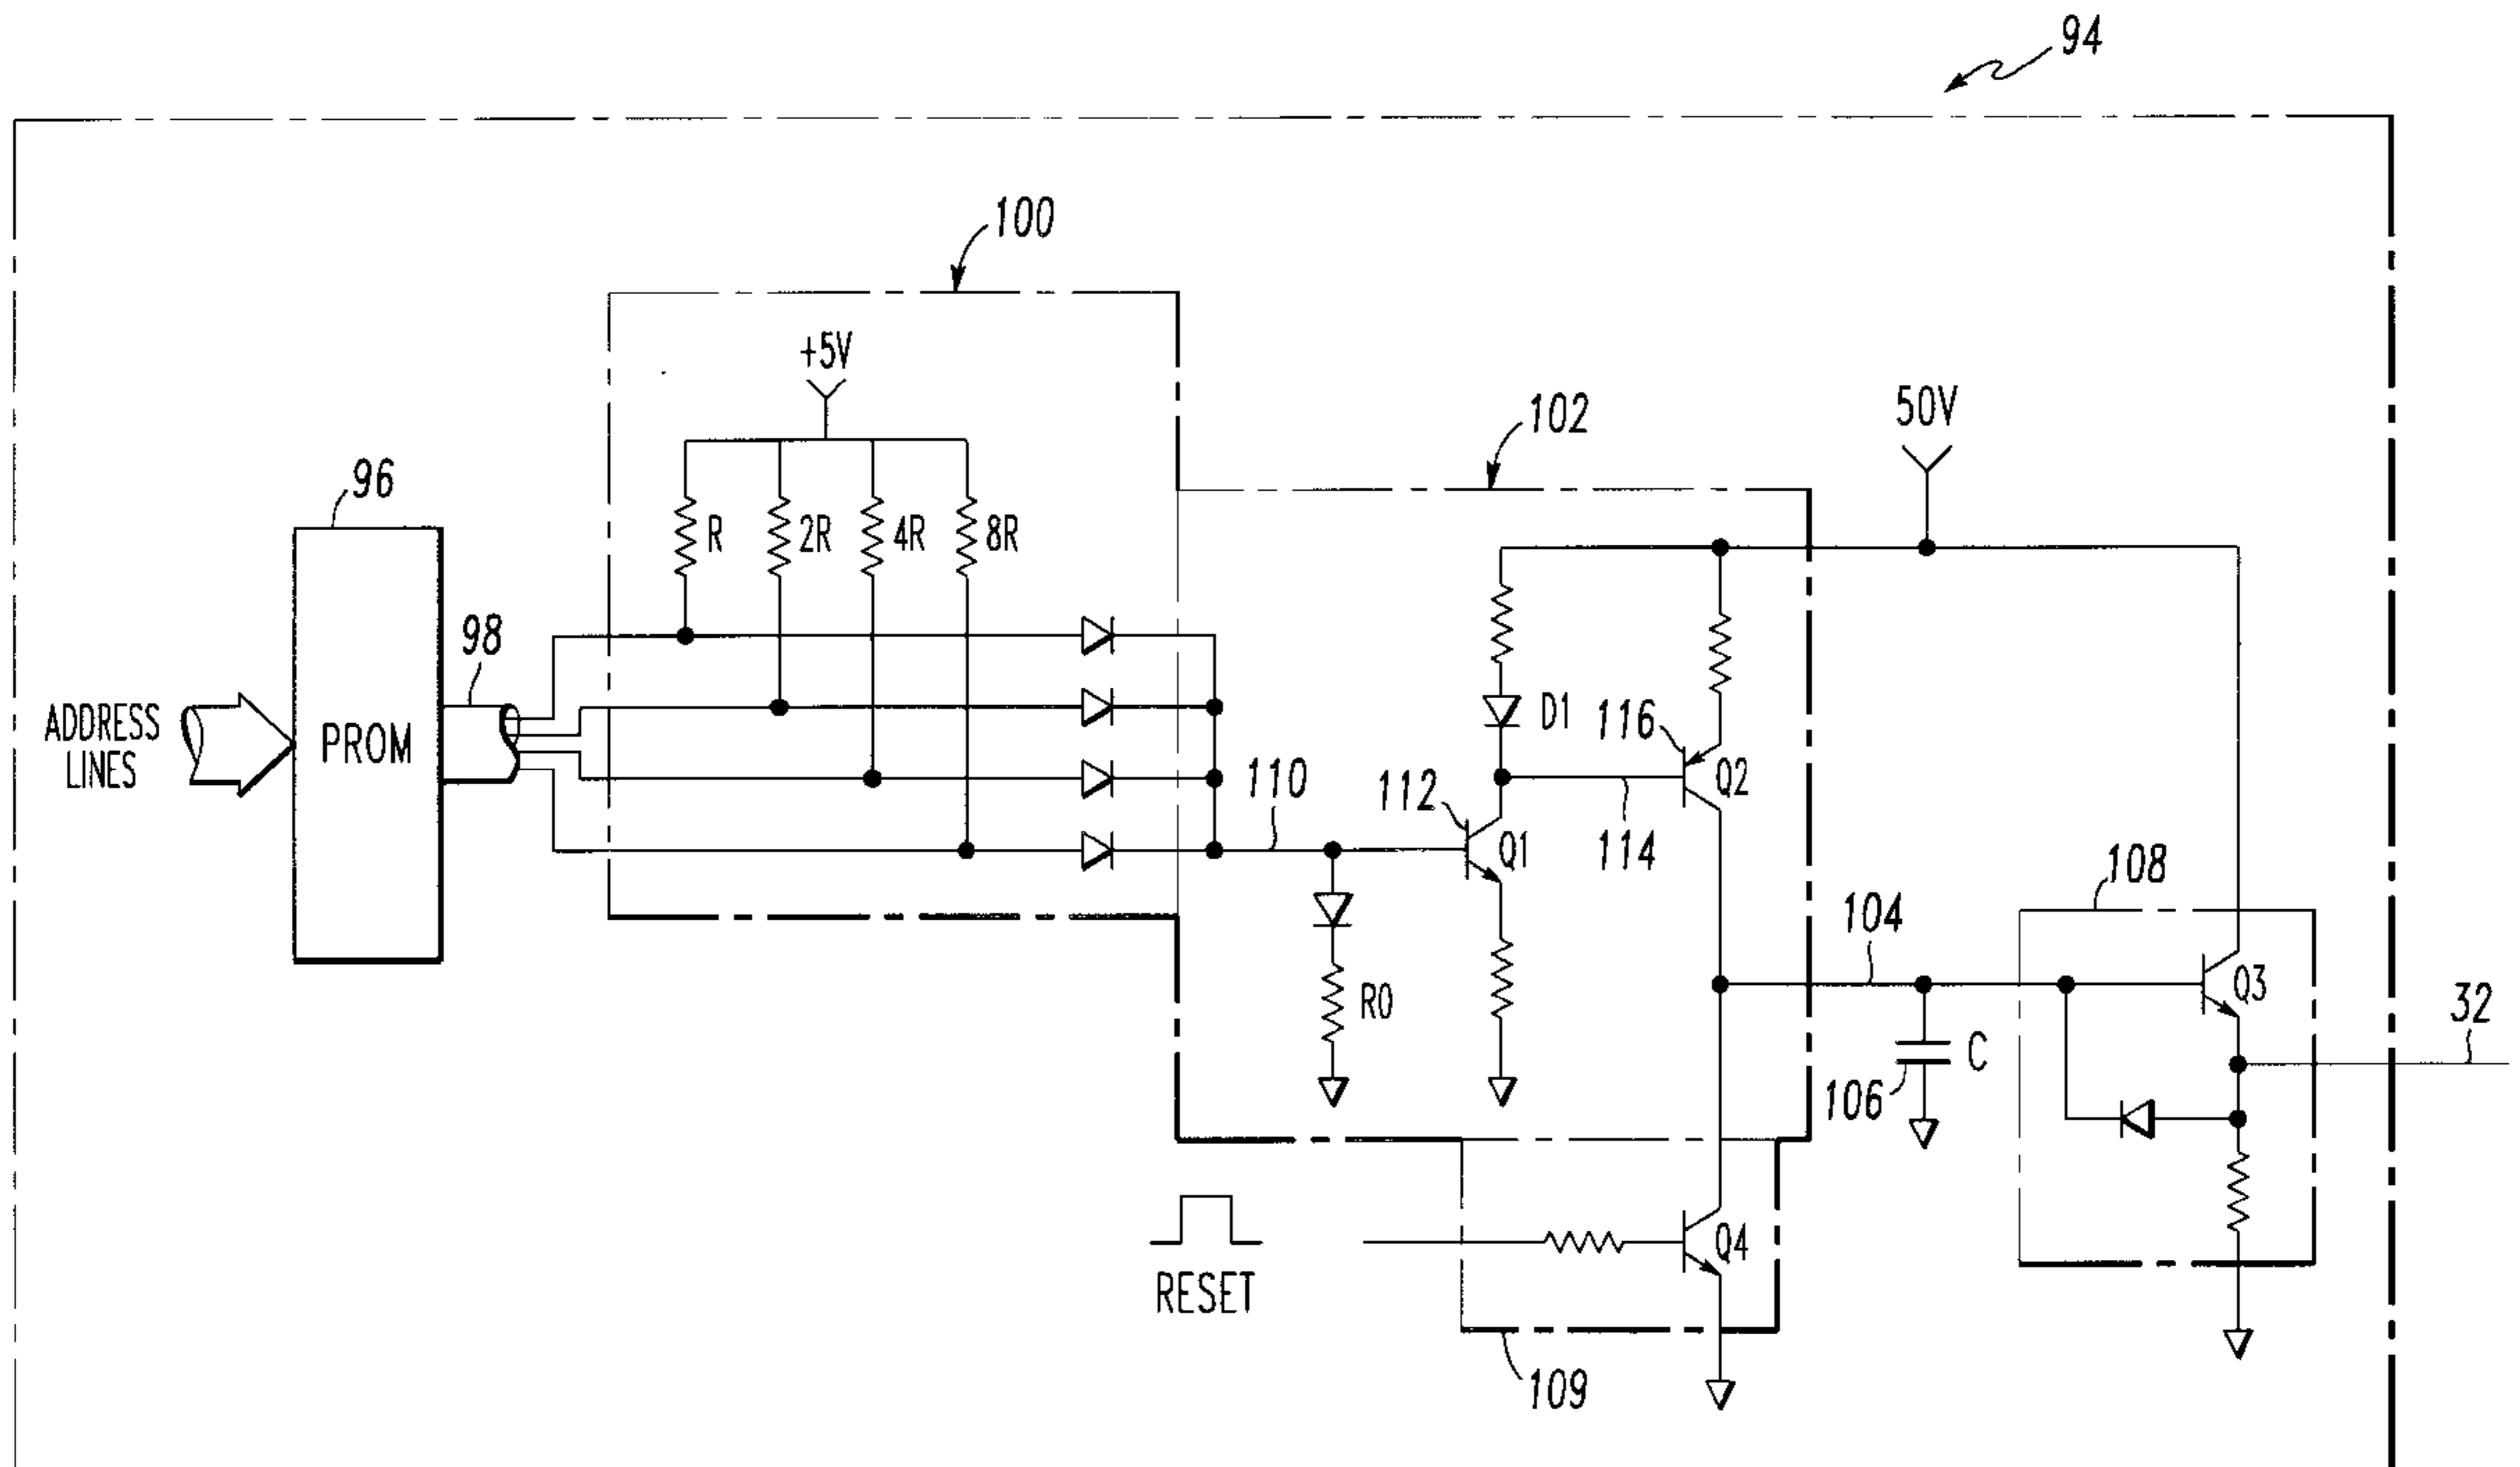 94
100
+5V
102
50V
96
R
2R
4R
8R
98
D1
116
ADDRESS
LINES
PROM
110
112
Q2
Q1
114
108
104
Q3
R0
32
C
106
Q4
RESET
109